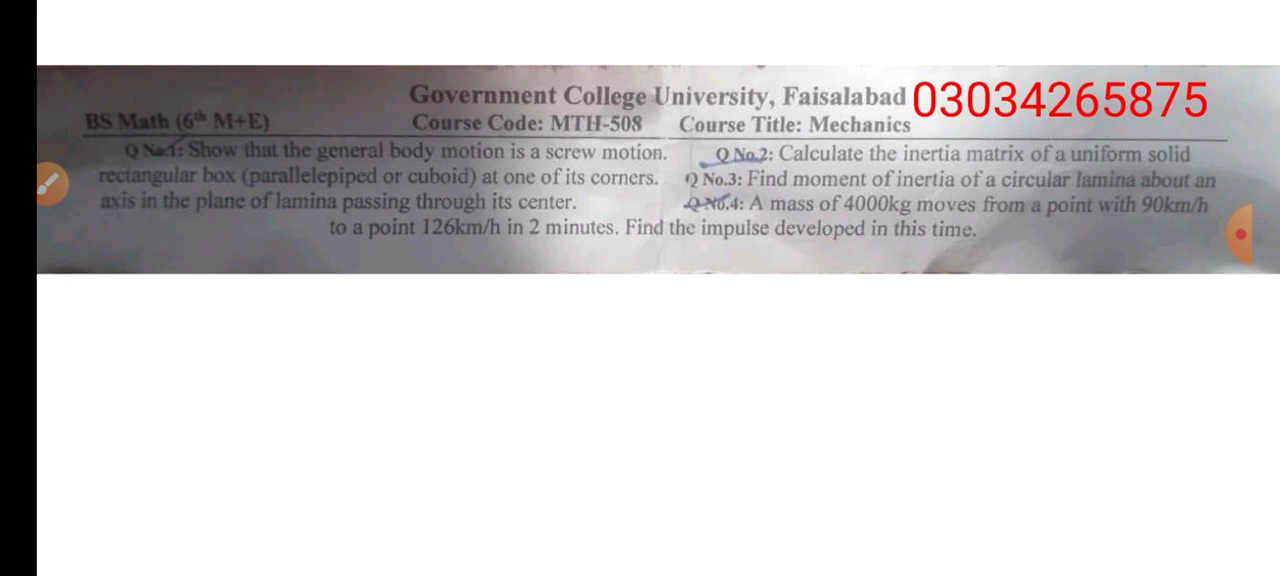 Government College University, Faisalabad 03034265875
BS Math (6th M+E) Course Code: MTH-508 Course Title: Mechanics
Q No.1: Show that the general body motion is a screw motion. Q No.2: Calculate the inertia matrix of a uniform solid
rectangular box (parallelepiped or cuboid) at one of its corners. Q No.3: Find moment of inertia of a circular lamina about an
axis in the plane of lamina passing through its center. Q No.4: A mass of 4000kg moves from a point with 90km/h
to a point 126km/h in 2 minutes. Find the impulse developed in this time.